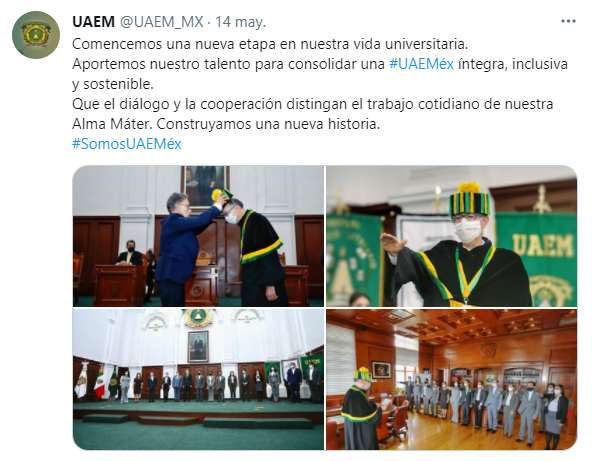 UAEM @UAEM_MX · 14 may.
Comencemos una nueva etapa en nuestra vida universitaria.
Aportemos nuestro talento para consolidar una #UAEMéx íntegra, inclusiva
y sostenible.
Que el diálogo y la cooperación distingan el trabajo cotidiano de nuestra
Alma Máter. Construyamos una nueva historia.
#SomosUAEMéx
UAEM